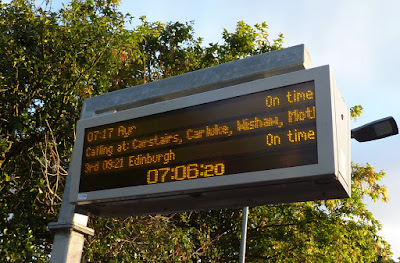 07:17 Ayr On time
Calling at: Carstairs, Carluke, Wishaw, Moth
3rd 09:21 Edinburgh On time
07:06:20